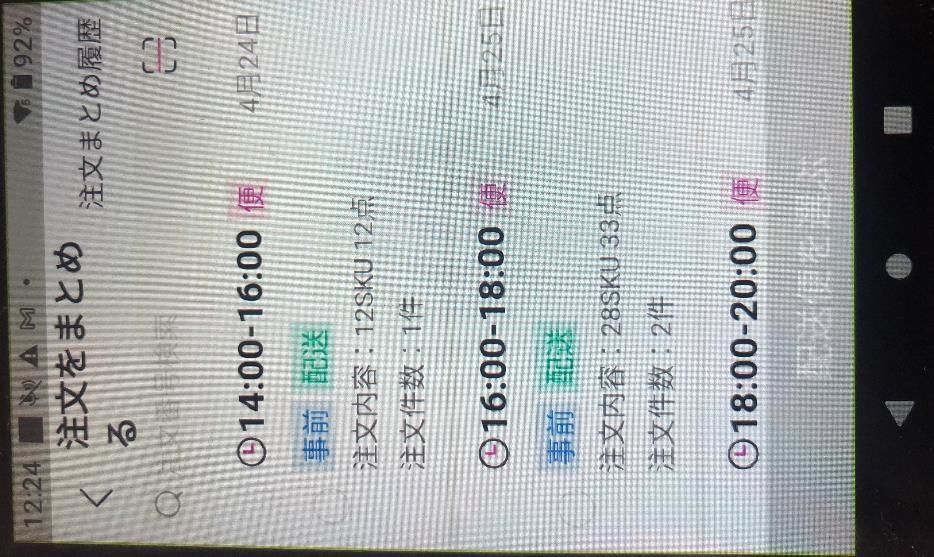 12:24 92%
注文をまとめる 注文まとめ履歴
14:00-16:00 便 4月24日
事前 配送
注文内容：12SKU 12点
注文件数：1件
16:00-18:00 便 4月25日
事前 配送
注文内容：28SKU 33点
注文件数：2件
18:00-20:00 便 4月25日